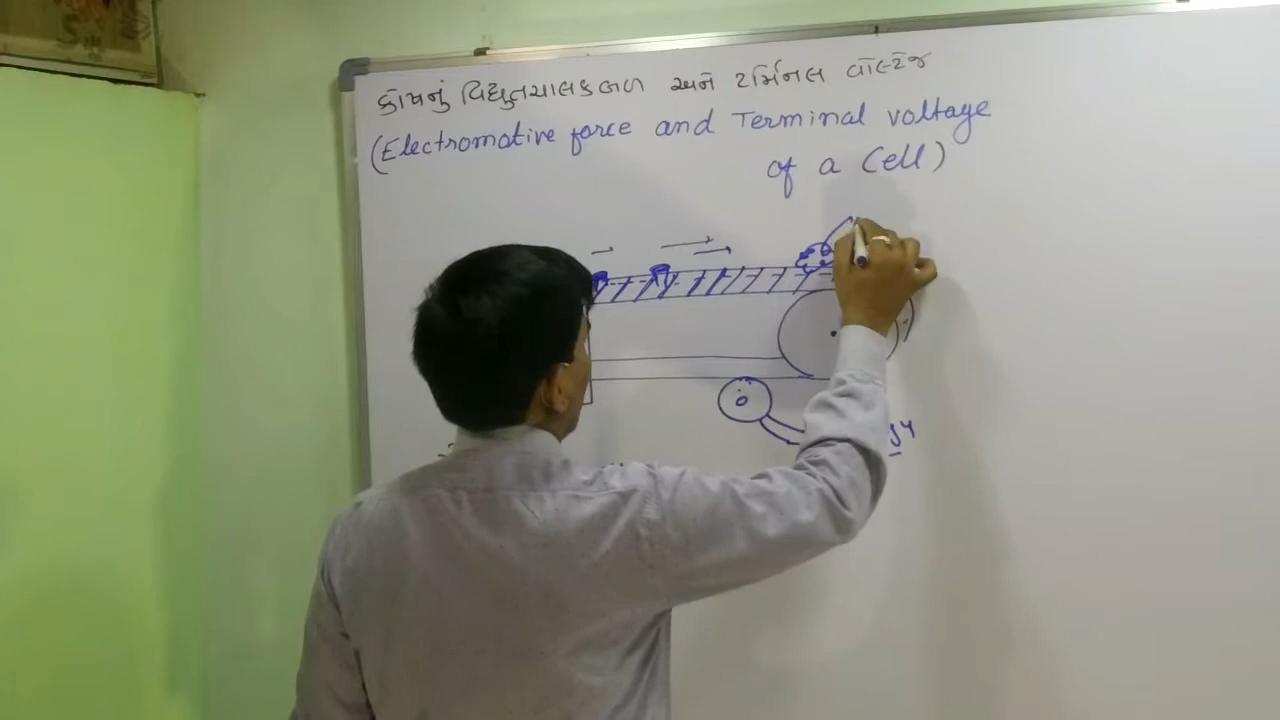 કોષનું વિદ્યુતચાલકબળ અને ટર્મિનલ વોલ્ટેજ
(Electromotive force and Terminal voltage
of a Cell)